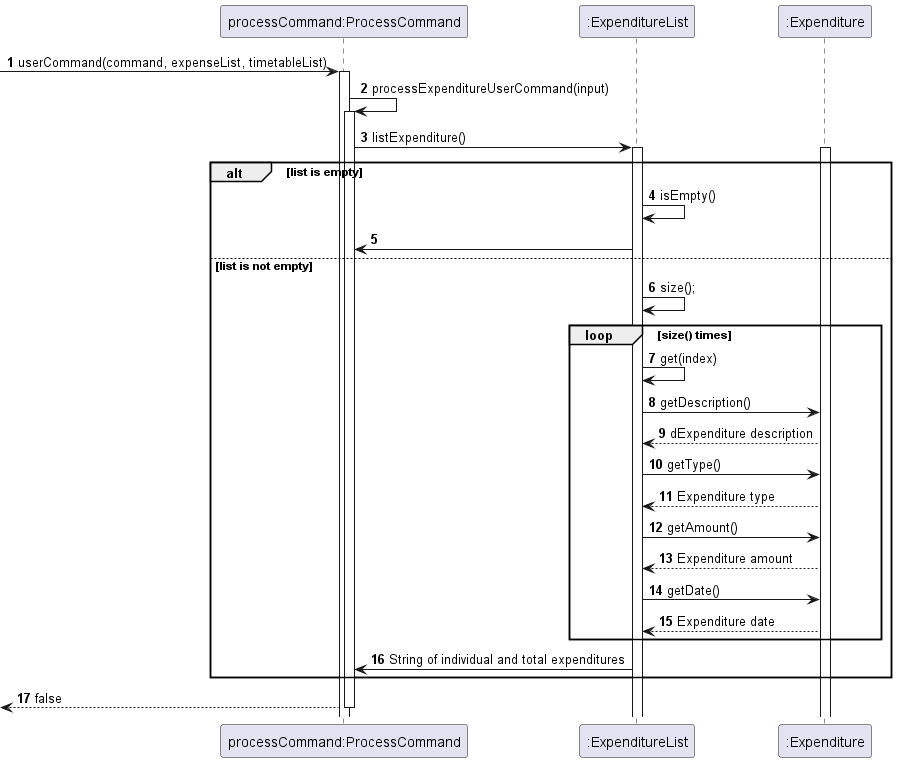 processCommand:ProcessCommand
:ExpenditureList
:Expenditure
1 userCommand(command, expenseList, timetableList)
2 processExpenditureUserCommand(input)
3 listExpenditure()
alt
[list is empty]
4 isEmpty()
5
[list is not empty]
6 size();
loop
[size() times]
7 get(index)
8 getDescription()
9 dExpenditure description
10 getType()
11 Expenditure type
12 getAmount()
13 Expenditure amount
14 getDate()
15 Expenditure date
16 String of individual and total expenditures
17 false
processCommand:ProcessCommand
:ExpenditureList
:Expenditure